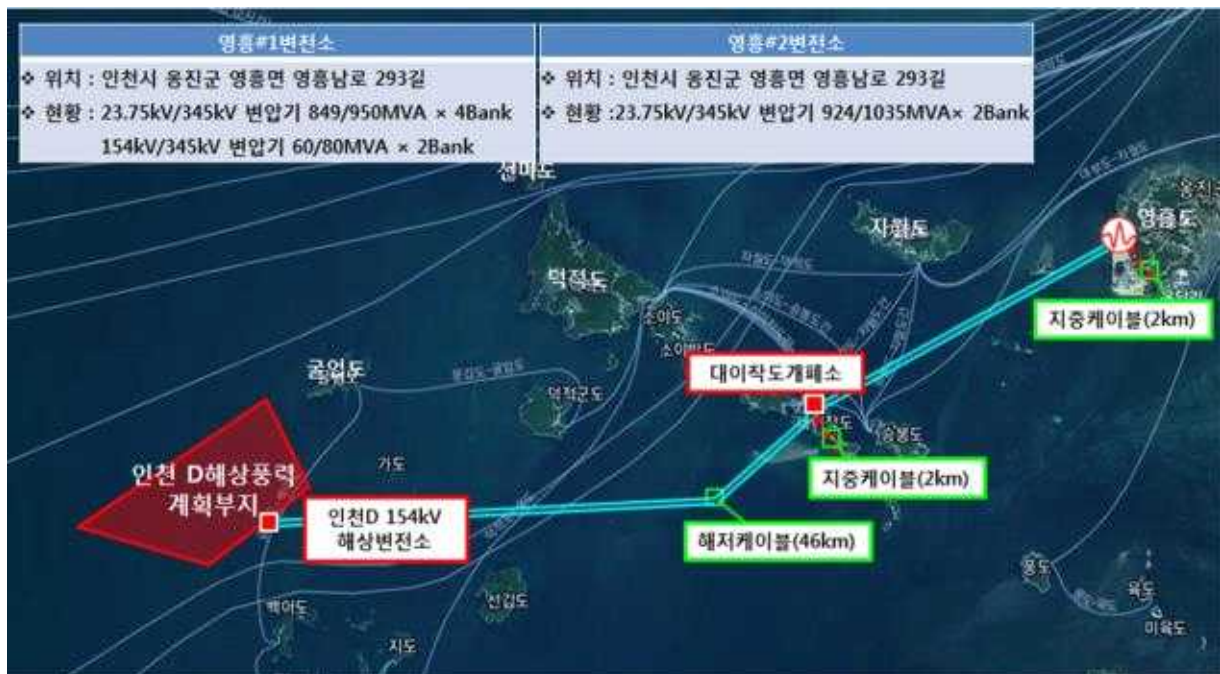 영흥#1변전소
❖ 위치 : 인천시 옹진군 영흥면 영흥남로 293길
❖ 현황 : 23.75kV/345kV 변압기 849/950MVA × 4Bank
154kV/345kV 변압기 60/80MVA × 2Bank
영흥#2변전소
❖ 위치 : 인천시 옹진군 영흥면 영흥남로 293길
❖ 현황 :23.75kV/345kV 변압기 924/1035MVA× 2Bank
선미도
자월도
영흥도
덕적도
소야도
지중케이블(2km)
대이작도개폐소
굴업도
덕적군도
승봉도
가도
인천 D해상풍력
계획부지
지중케이블(2km)
인천D 154kV
해상변전소
해저케이블(46km)
풍도
육도
선갑도
백아도
미육도
지도